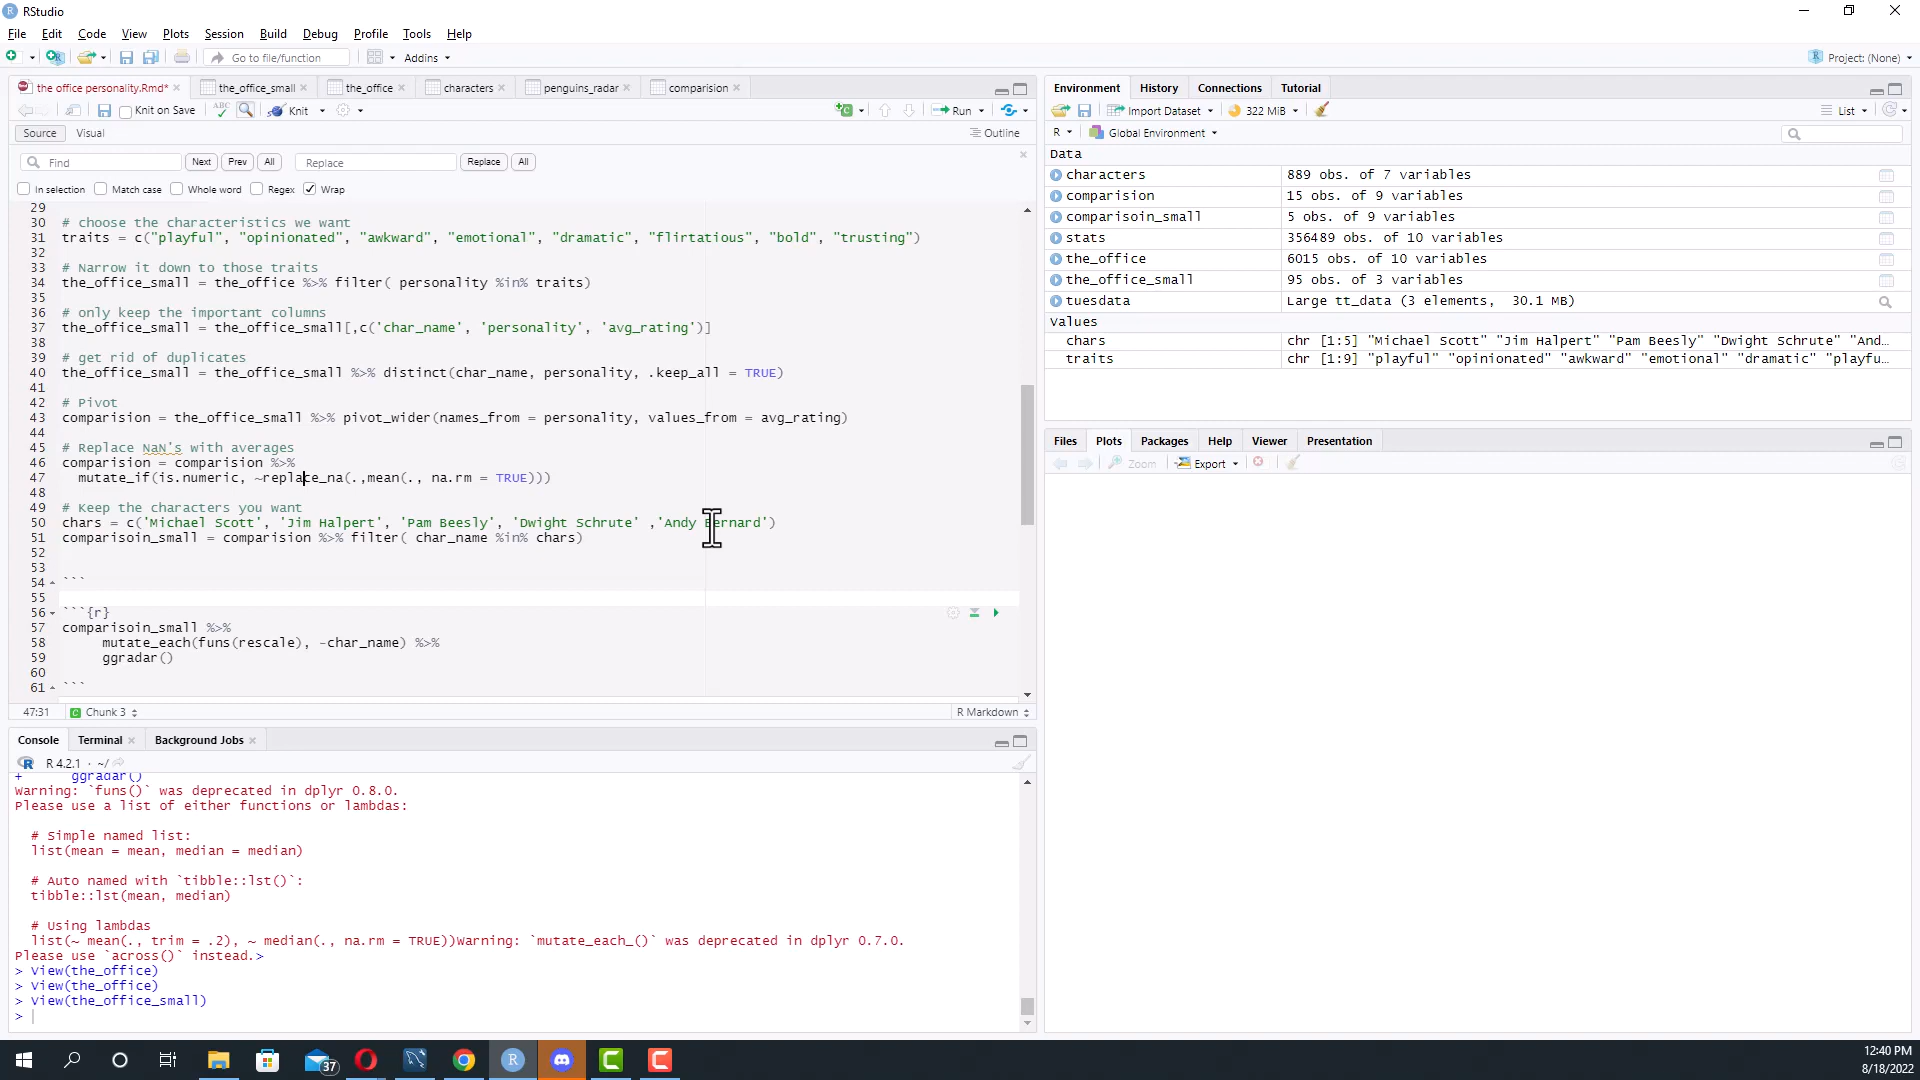 RStudio
File Edit Code View Plots Session Build Debug Profile Tools Help
Go to file/function Addins Project: (None)
the office personality.Rmd* the_office_small the_office characters penguins_radar comparision
Knit on Save ABC Knit Run
Source Visual Outline
Find Next Prev All Replace Replace All
In selection Match case Whole word Regex Wrap
29
30 # choose the characteristics we want
31 traits = c("playful", "opinionated", "awkward", "emotional", "dramatic", "flirtatious", "bold", "trusting")
32
33 # Narrow it down to those traits
34 the_office_small = the_office %>% filter( personality %in% traits)
35
36 # only keep the important columns
37 the_office_small = the_office_small[,c('char_name', 'personality', 'avg_rating')]
38
39 # get rid of duplicates
40 the_office_small = the_office_small %>% distinct(char_name, personality, .keep_all = TRUE)
41
42 # Pivot
43 comparision = the_office_small %>% pivot_wider(names_from = personality, values_from = avg_rating)
44
45 # Replace NaN's with averages
46 comparision = comparision %>%
47 mutate_if(is.numeric, ~replace_na(.,mean(., na.rm = TRUE)))
48
49 # Keep the characters you want
50 chars = c('Michael Scott', 'Jim Halpert', 'Pam Beesly', 'Dwight Schrute' ,'Andy Bernard')
51 comparisoin_small = comparision %>% filter( char_name %in% chars)
52
53
54 ```
55
56 ```{r}
57 comparisoin_small %>%
58 mutate_each(funs(rescale), -char_name) %>%
59 ggradar()
60
61 ```
47:31 Chunk 3 R Markdown
Console Terminal Background Jobs
R 4.2.1 · ~/
+ ggradar()
Warning: `funs()` was deprecated in dplyr 0.8.0.
Please use a list of either functions or lambdas:
# Simple named list:
list(mean = mean, median = median)
# Auto named with `tibble::lst()`:
tibble::lst(mean, median)
# Using lambdas
list(~ mean(., trim = .2), ~ median(., na.rm = TRUE))Warning: `mutate_each_()` was deprecated in dplyr 0.7.0.
Please use `across()` instead.>
> View(the_office)
> View(the_office)
> View(the_office_small)
>
Environment History Connections Tutorial
Import Dataset 322 MiB List
R Global Environment
Data
characters 889 obs. of 7 variables
comparision 15 obs. of 9 variables
comparisoin_small 5 obs. of 9 variables
stats 356489 obs. of 10 variables
the_office 6015 obs. of 10 variables
the_office_small 95 obs. of 3 variables
tuesdata Large tt_data (3 elements, 30.1 MB)
Values
chars chr [1:5] "Michael Scott" "Jim Halpert" "Pam Beesly" "Dwight Schrute" "And...
traits chr [1:9] "playful" "opinionated" "awkward" "emotional" "dramatic" "playfu...
Files Plots Packages Help Viewer Presentation
Zoom Export
37
12:40 PM
8/18/2022